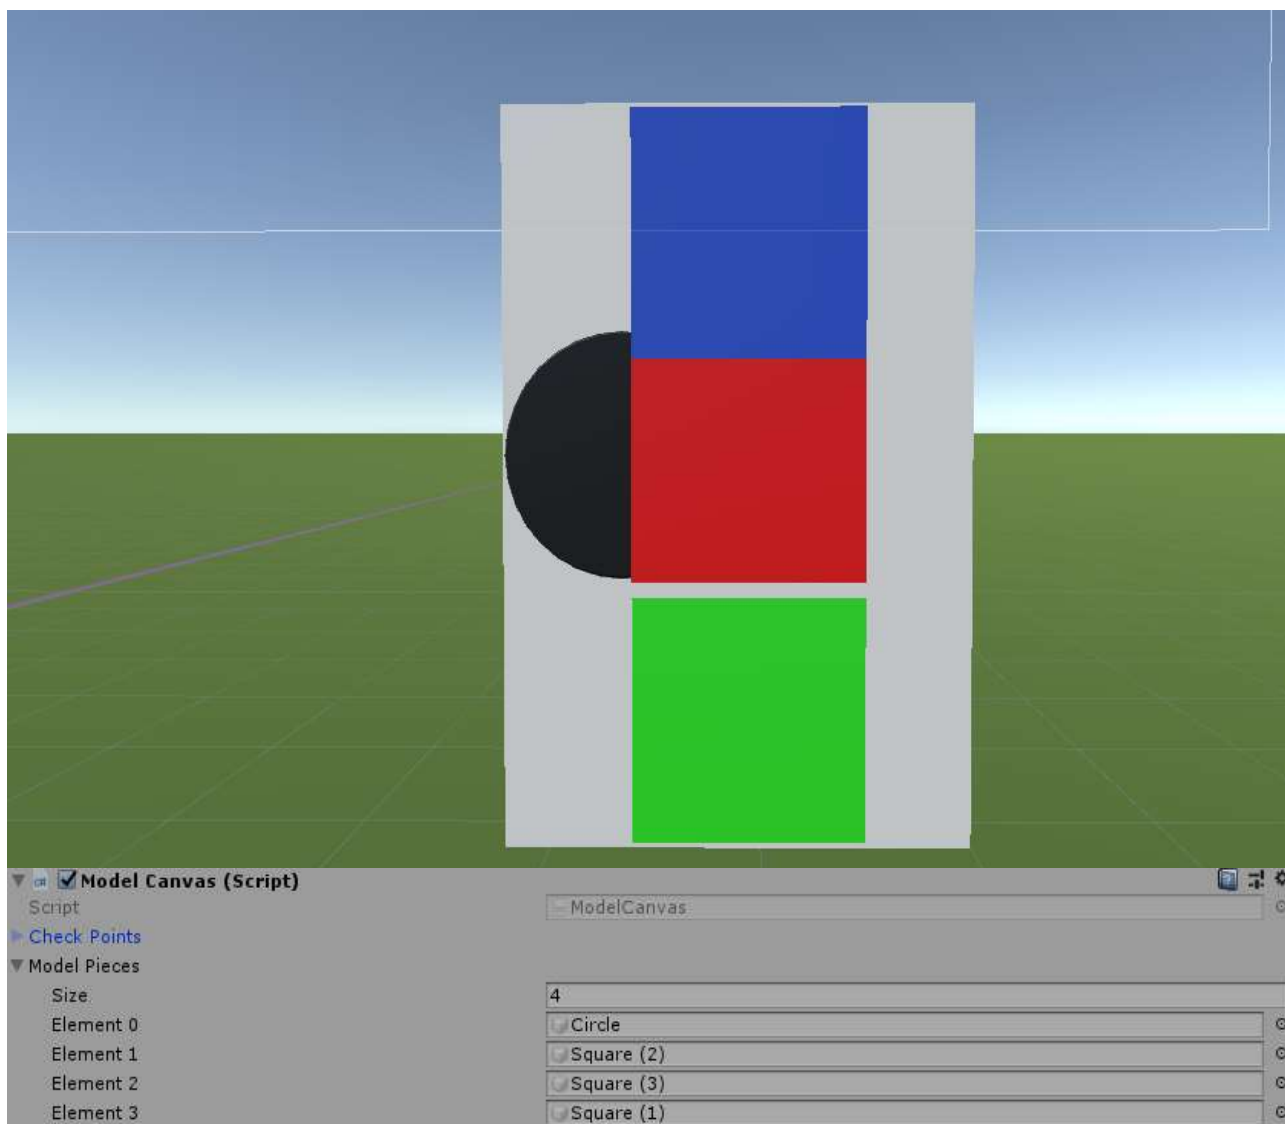 Model Canvas (Script)
Script ModelCanvas
Check Points
Model Pieces
Size 4
Element 0 Circle
Element 1 Square (2)
Element 2 Square (3)
Element 3 Square (1)